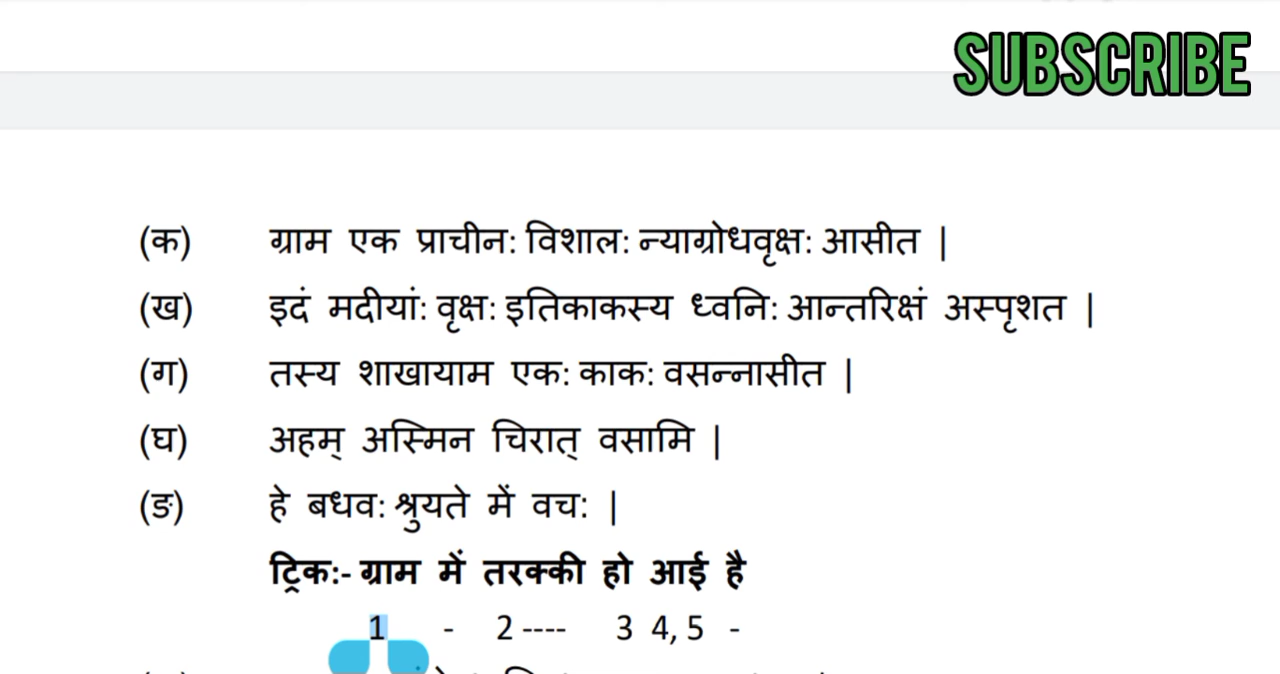 SUBSCRIBE
(क) ग्राम एक प्राचीन: विशाल: न्याग्रोधवृक्ष: आसीत |
(ख) इदं मदीयां: वृक्ष: इतिकाकस्य ध्वनि: आन्तरिक्षं अस्पृशत |
(ग) तस्य शाखायाम एक: काक: वसन्नासीत |
(घ) अहम् अस्मिन चिरात् वसामि |
(ङ) हे बधव: श्रुयते में वच: |
ट्रिक:- ग्राम में तरक्की हो आई है
1 - 2 ---- 3 4, 5 -